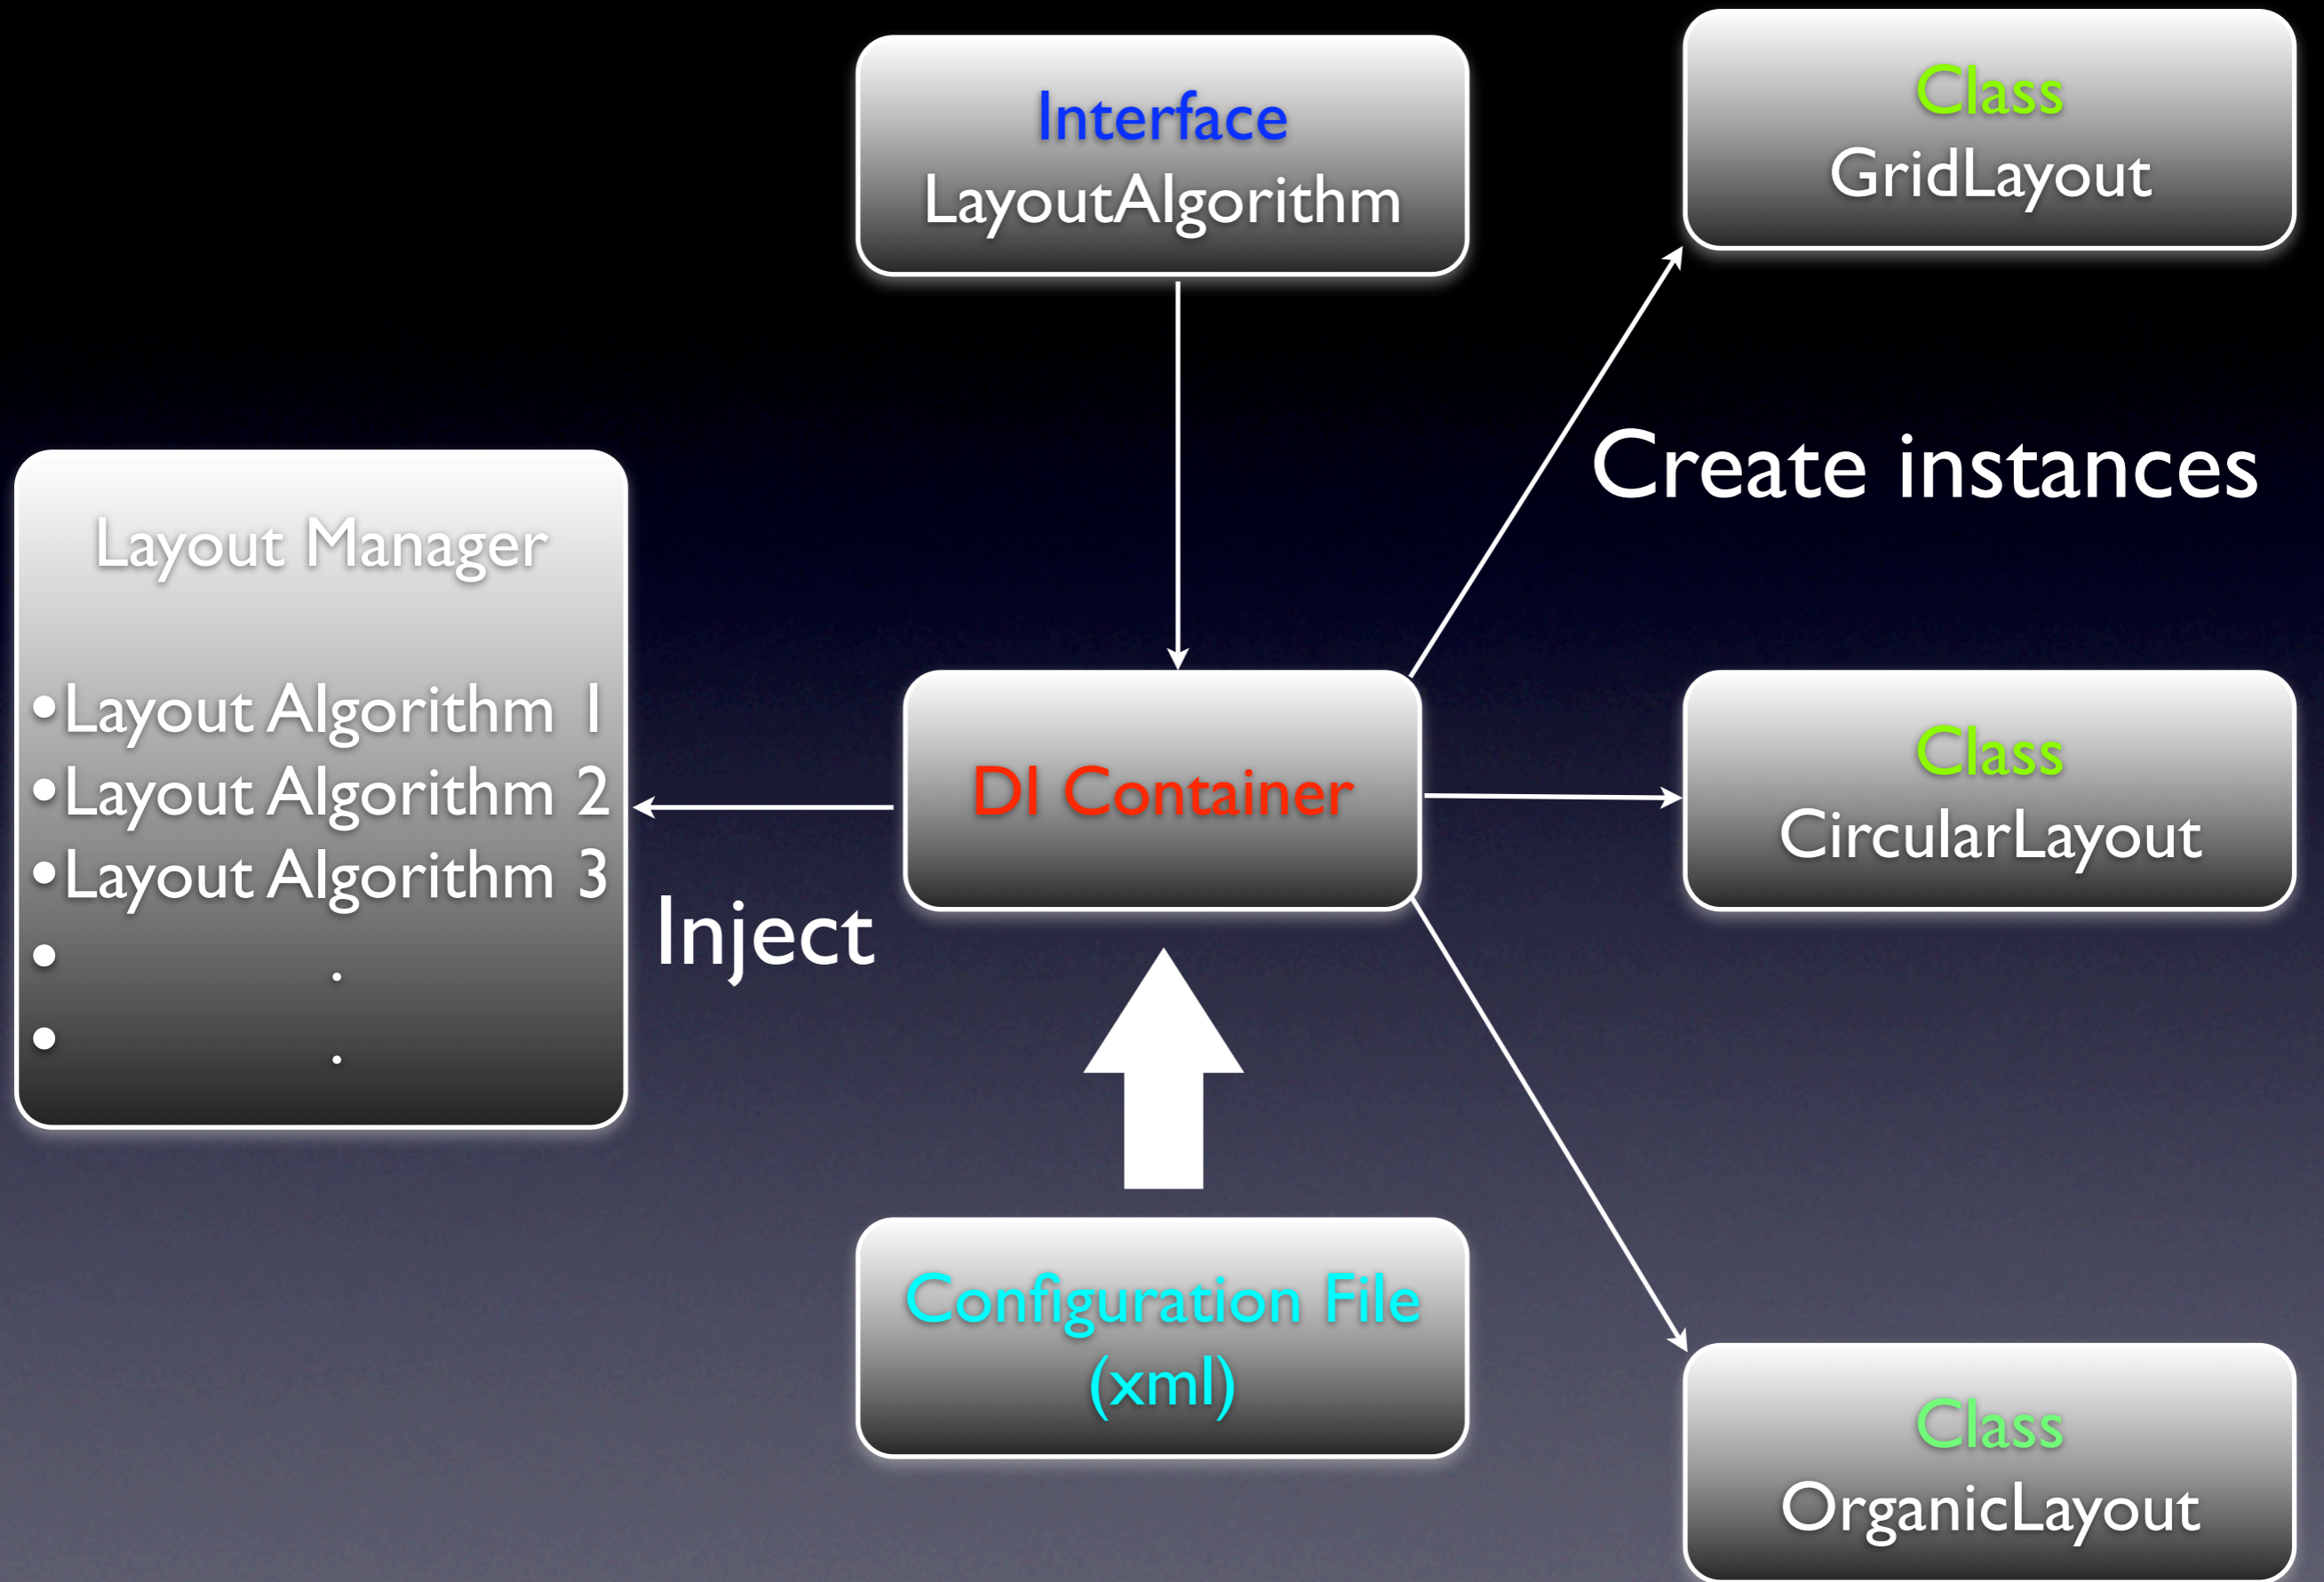 Interface
LayoutAlgorithm
Class
GridLayout
Create instances
Layout Manager
•Layout Algorithm 1
•Layout Algorithm 2
•Layout Algorithm 3
• .
• .
DI Container
Inject
Class
CircularLayout
Configuration File
(xml)
Class
OrganicLayout